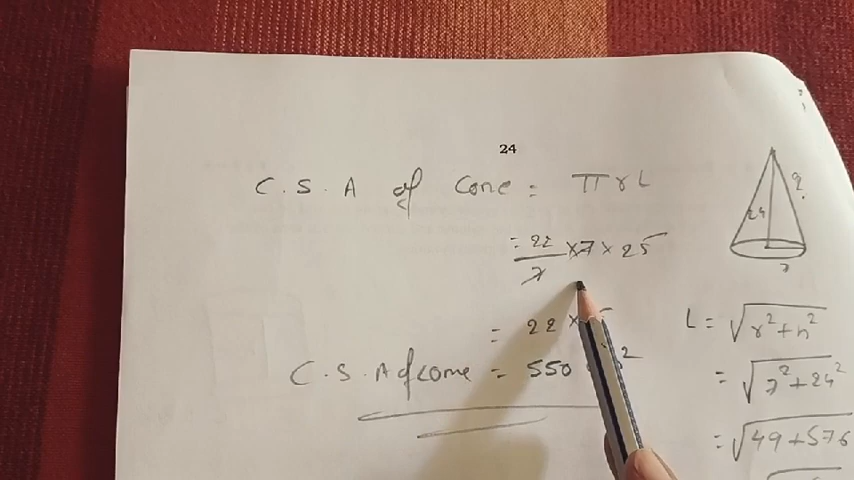 24
C.S.A of Cone = πrL
= 22/7 × 7 × 25
= 22 ×
C.S.A of cone = 550 2
24
7
L = √r²+h²
= √7²+24²
= √49+576